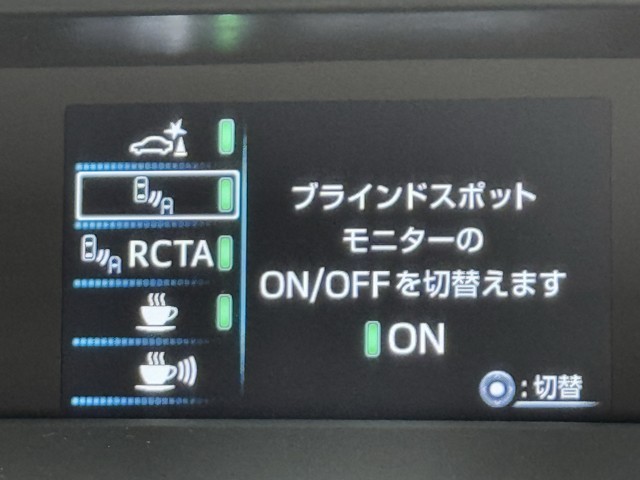 RCTA
ブラインドスポット
モニターの
ON/OFFを切替えます
ON
:切替